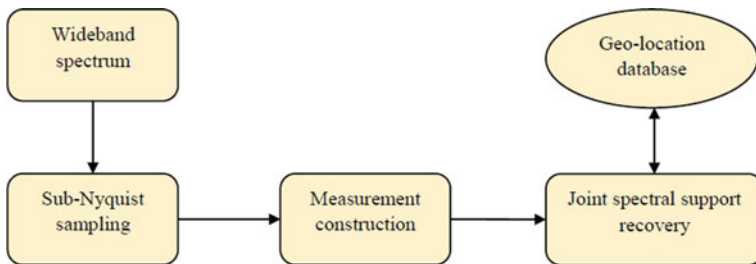 Wideband
spectrum
Geo-location
database
Sub-Nyquist
sampling
Measurement
construction
Joint spectral support
recovery